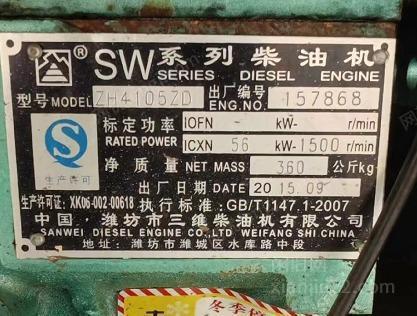 ® SW 系列柴油机
SERIES DIESEL ENGINE
型号 MODEL ZH4105ZD 出厂编号 ENG.NO. 157868
标定功率 RATED POWER IOFN - kW- r/min
ICXN 56 kW-1500 r/min
净质量 NET MASS 360 公斤kg
出厂日期 DATE 2015.09
生产许可
生产许可证: XK06-002-00618 执行标准: GB/T1147.1-2007
中国·潍坊市三维柴油机有限公司
SANWEI DIESEL ENGINE CO.,LTD WEIFANG SHI CHINA
地址: 潍坊市潍城区水库路中段
冬季